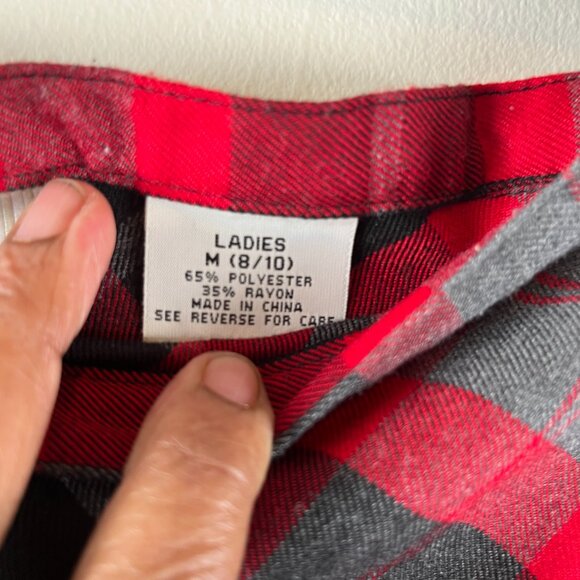 LADIES
M (8/10)
65% POLYESTER
35% RAYON
MADE IN CHINA
SEE REVERSE FOR CARE